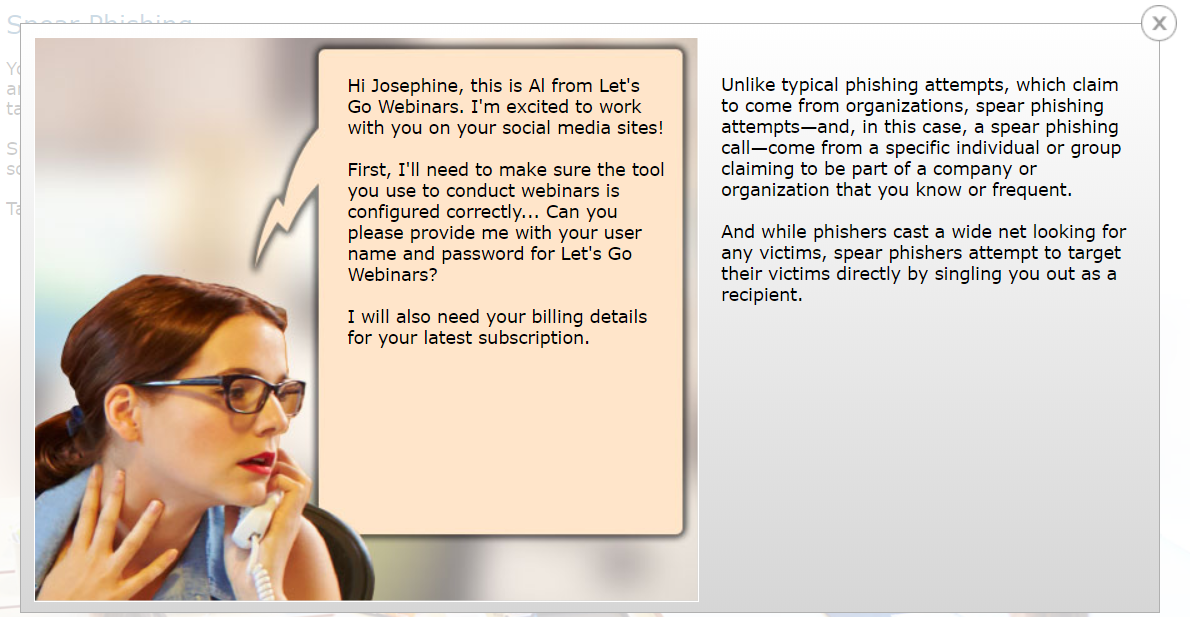 Spear Phishing
Hi Josephine, this is Al from Let's
Go Webinars. I'm excited to work
with you on your social media sites!
First, I'll need to make sure the tool
you use to conduct webinars is
configured correctly... Can you
please provide me with your user
name and password for Let's Go
Webinars?
I will also need your billing details
for your latest subscription.
Unlike typical phishing attempts, which claim
to come from organizations, spear phishing
attempts—and, in this case, a spear phishing
call—come from a specific individual or group
claiming to be part of a company or
organization that you know or frequent.
And while phishers cast a wide net looking for
any victims, spear phishers attempt to target
their victims directly by singling you out as a
recipient.